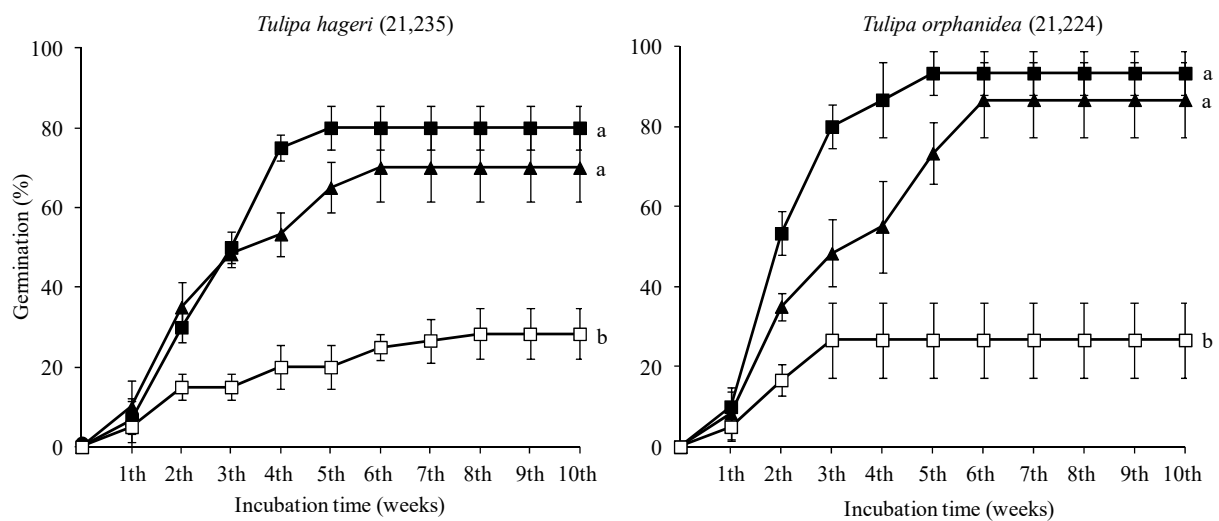 Tulipa hageri (21,235)
100
80
60
40
20
0
Germination (%)
a
a
b
1th 2th 3th 4th 5th 6th 7th 8th 9th 10th
Incubation time (weeks)
Tulipa orphanidea (21,224)
100
80
60
40
20
0
a
a
b
1th 2th 3th 4th 5th 6th 7th 8th 9th 10th
Incubation time (weeks)